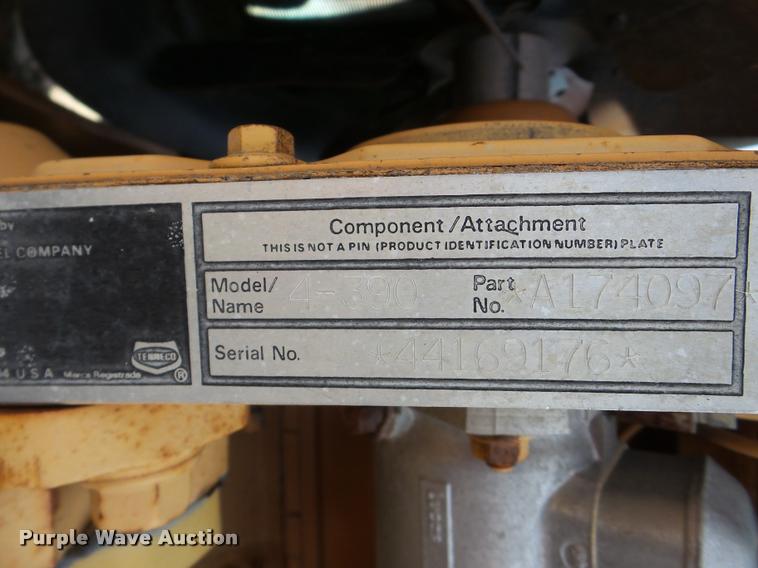 by
EL COMPANY
TENNECO
4 U.S.A. Marca Registrada ®
Component/Attachment
THIS IS NOT A PIN (PRODUCT IDENTIFICATION NUMBER) PLATE
Model/ Name 4-390 Part No. *A174097*
Serial No. *44169176*
Purple Wave Auction